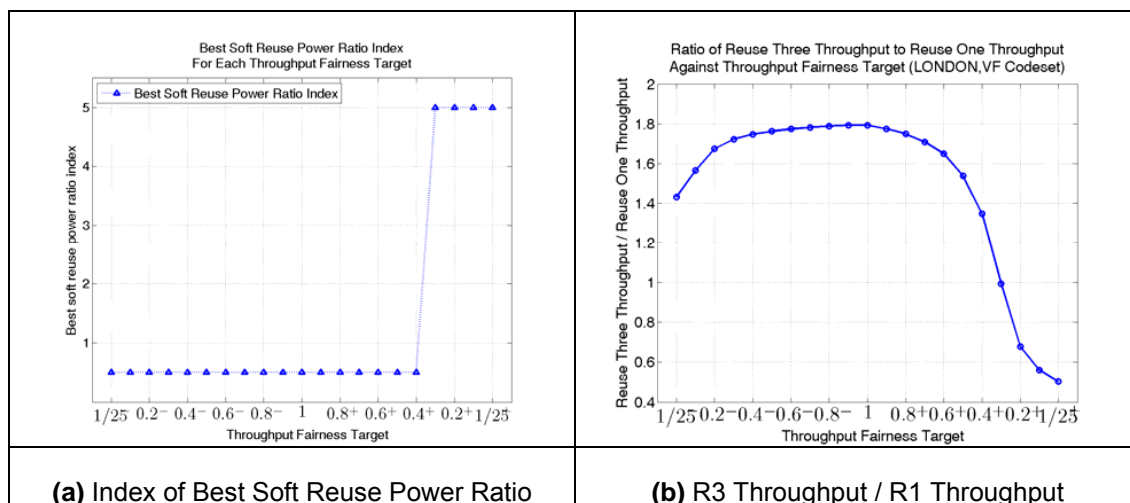 Best Soft Reuse Power Ratio Index
For Each Throughput Fairness Target
Best Soft Reuse Power Ratio Index
Best soft reuse power ratio index
5
4
3
2
1
1/25⁻ 0.2⁻ 0.4⁻ 0.6⁻ 0.8⁻ 1 0.8⁺ 0.6⁺ 0.4⁺ 0.2⁺ 1/25
Throughput Fairness Target
(a) Index of Best Soft Reuse Power Ratio
Ratio of Reuse Three Throughput to Reuse One Throughput
Against Throughput Fairness Target (LONDON,VF Codeset)
Reuse Three Throughput / Reuse One Throughput
2
1.8
1.6
1.4
1.2
1
0.8
0.6
0.4
1/25⁻ 0.2⁻ 0.4⁻ 0.6⁻ 0.8⁻ 1 0.8⁺ 0.6⁺ 0.4⁺ 0.2⁺ 1/25
Throughput Fairness Target
(b) R3 Throughput / R1 Throughput